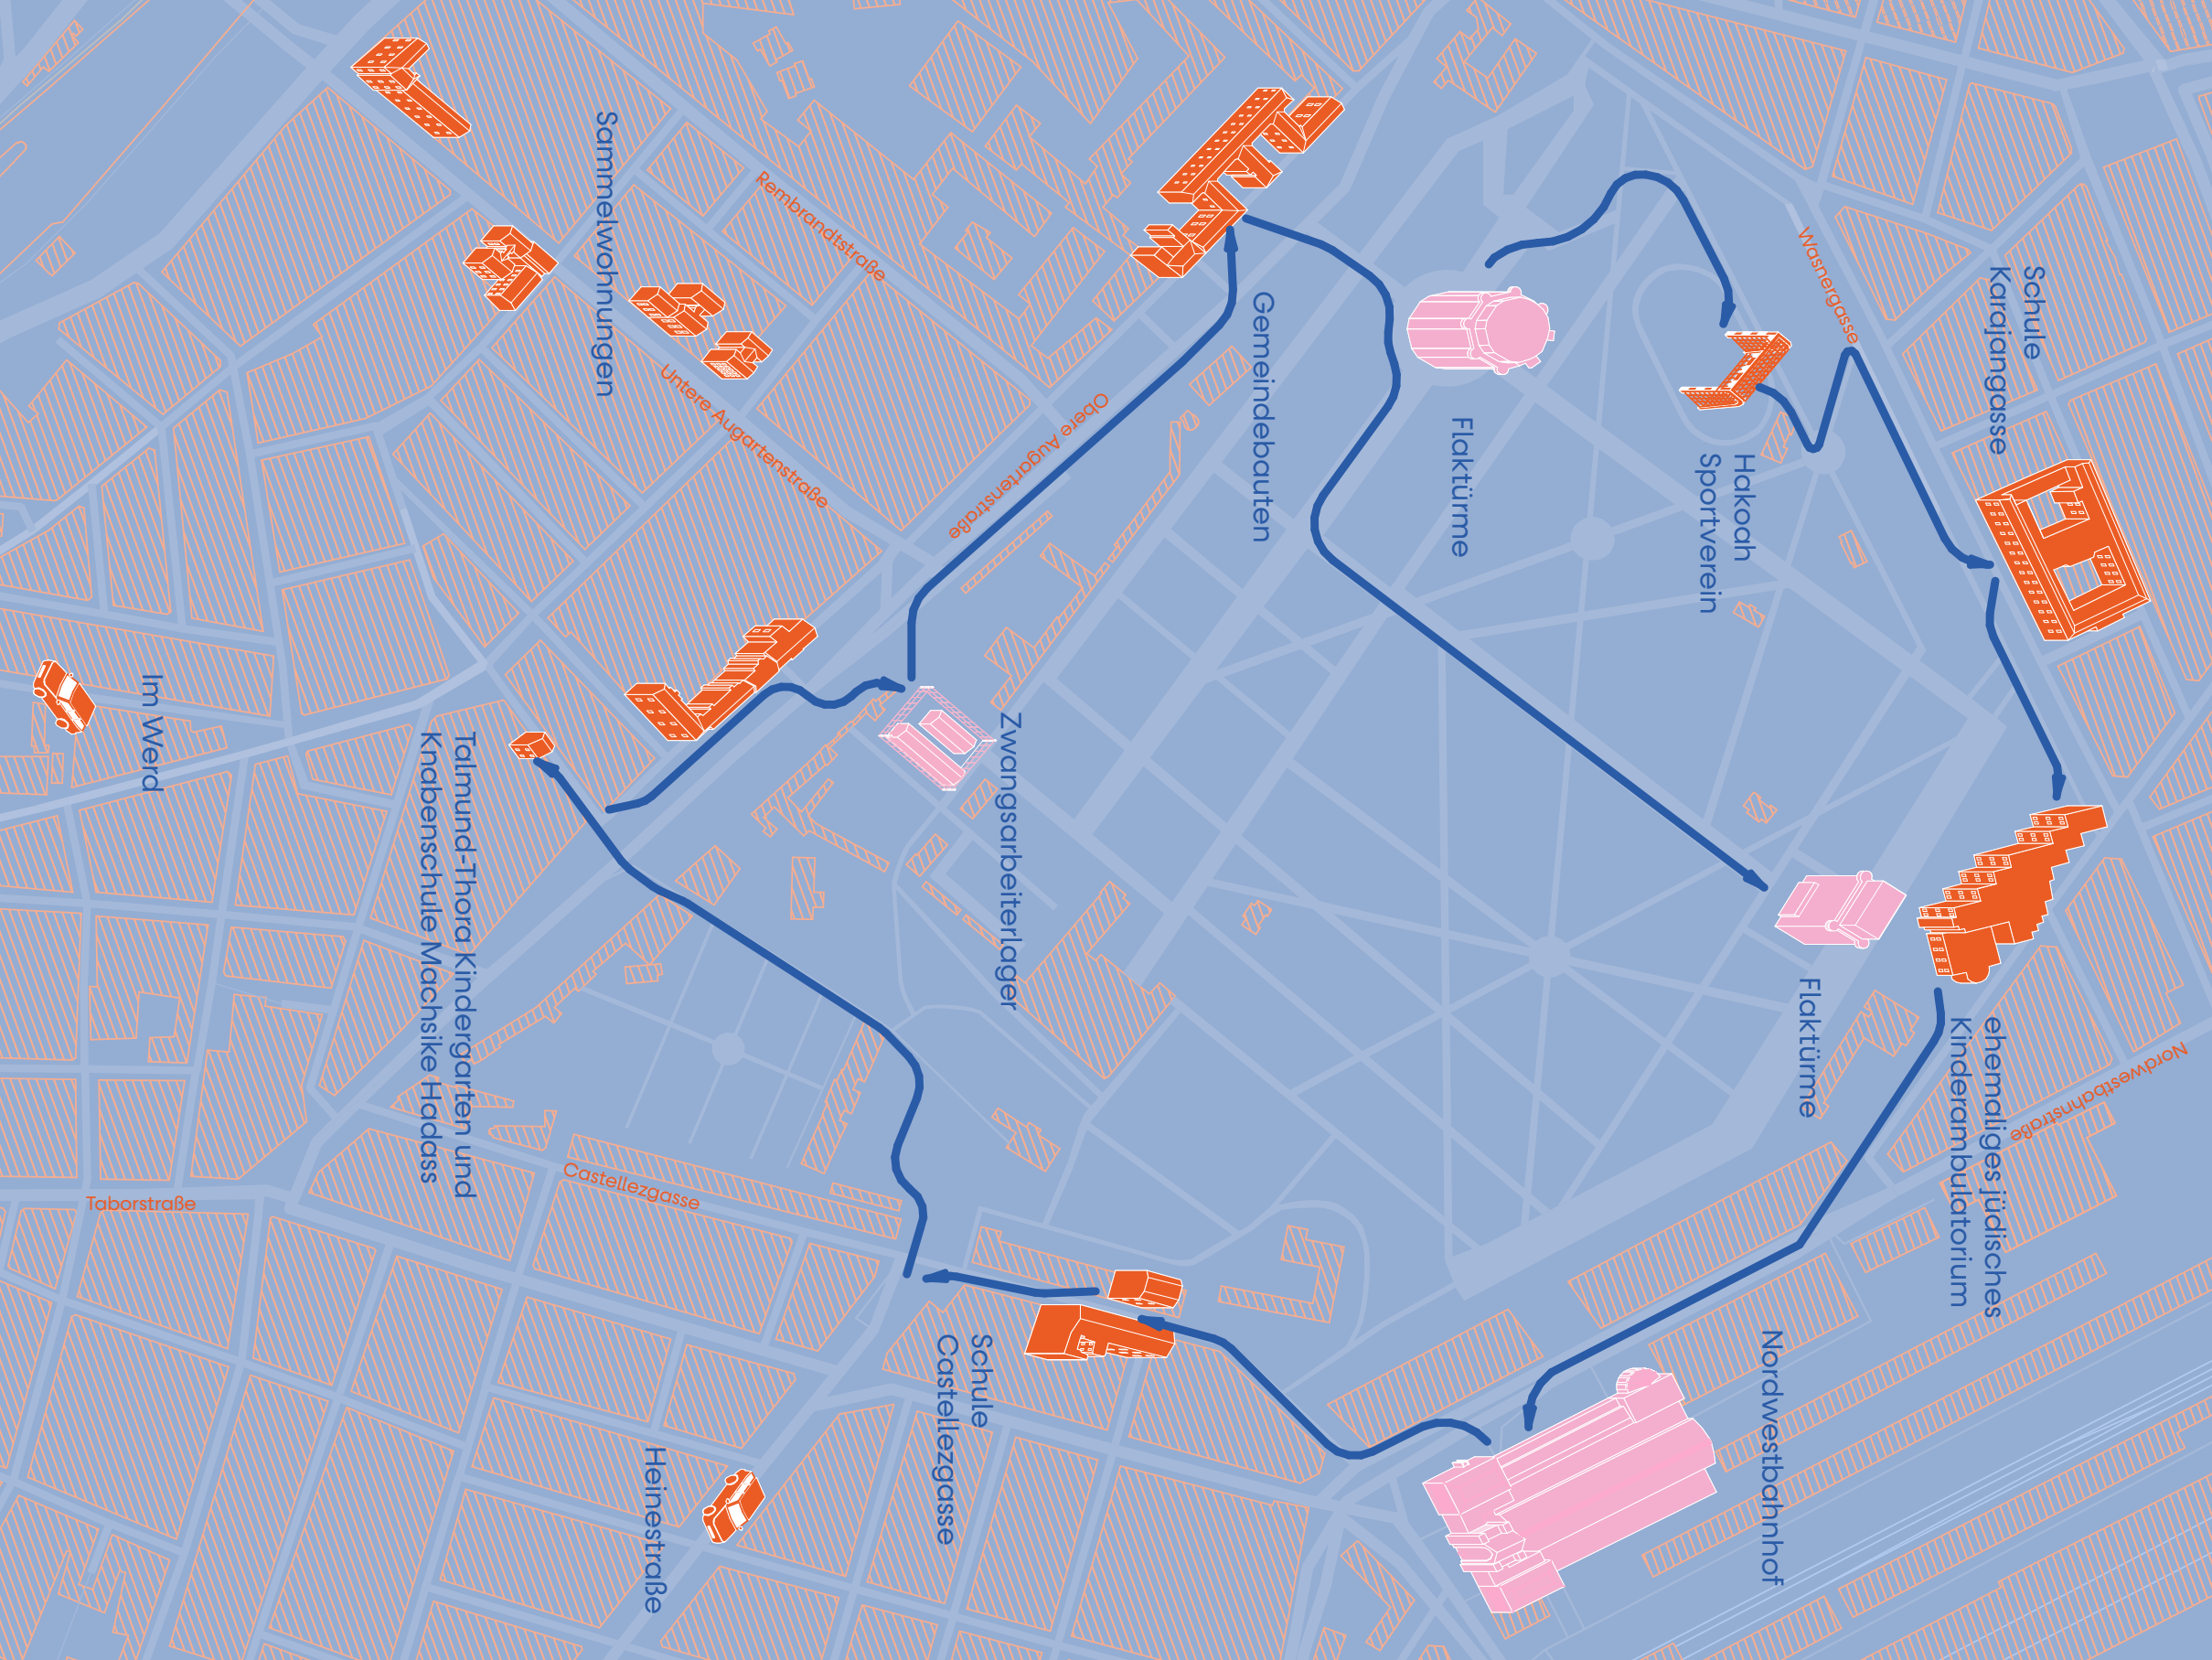 Schule
Karajangasse
Wasnergasse
Hakoah
Sportverein
Flaktürme
Gemeindebauten
Rembrandtstraße
Sammelwohnungen
Untere Augartenstraße
Obere Augartenstraße
ehemaliges jüdisches
Kinderambulatorium
Nordwestbahnstraße
Flaktürme
Zwangsarbeiterlager
Talmund-Thora Kindergarten und
Knabenschule Machsike Hadass
Im Werd
Nordwestbahnhof
Schule
Castellezgasse
Castellezgasse
Heinestraße
Taborstraße